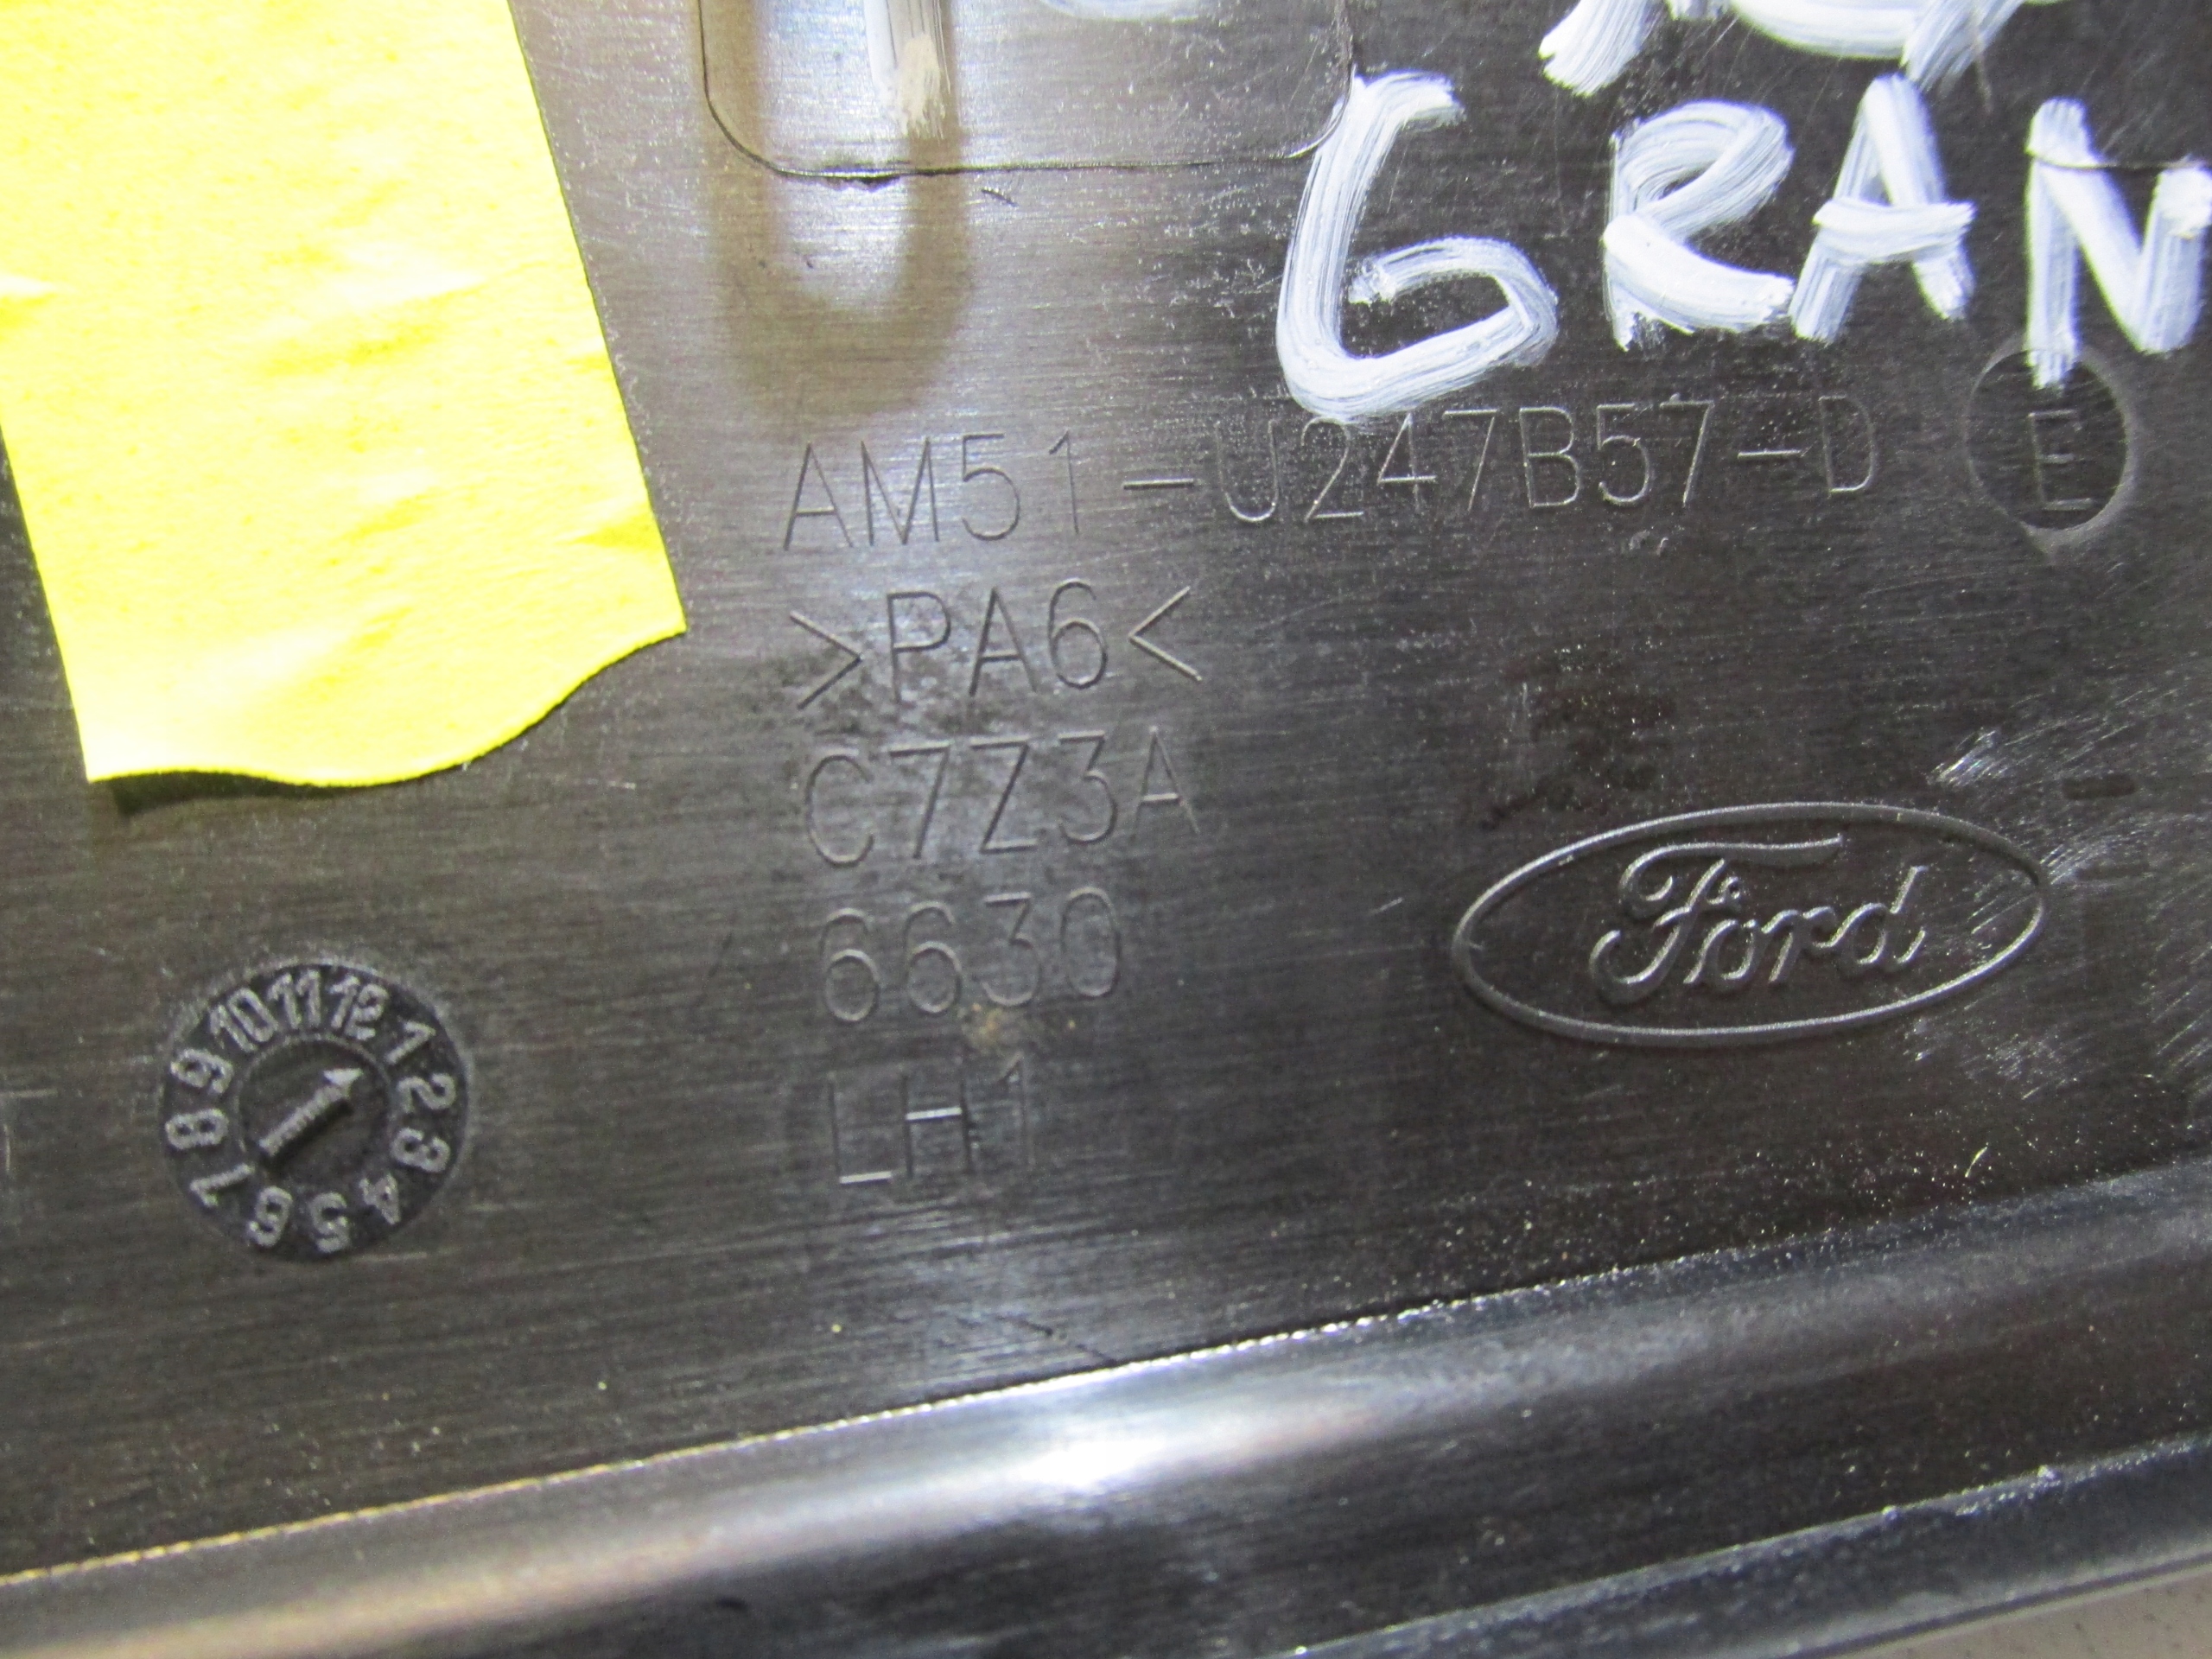 GRAN
AM51-U247B57-D E
>PA6<
C7Z3A
6630
LH1
Ford
1 2 3 4 5 6 7 8 9 10 11 12